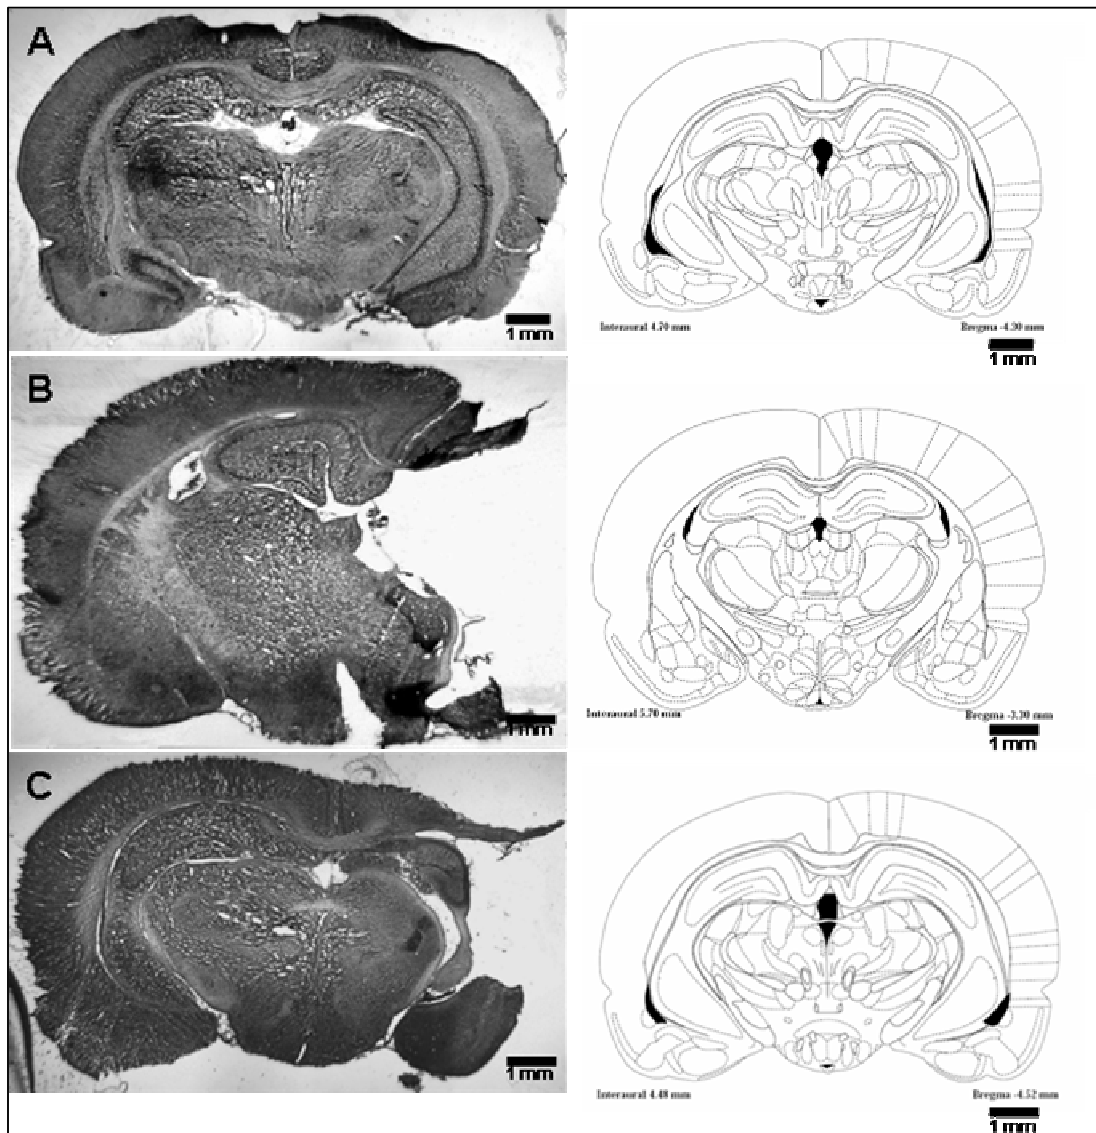 A
1 mm
Interaural 4.70 mm
Bregma -4.30 mm
1 mm
B
1 mm
Interaural 5.70 mm
Bregma -3.30 mm
1 mm
C
1 mm
Interaural 4.48 mm
Bregma -4.52 mm
1 mm